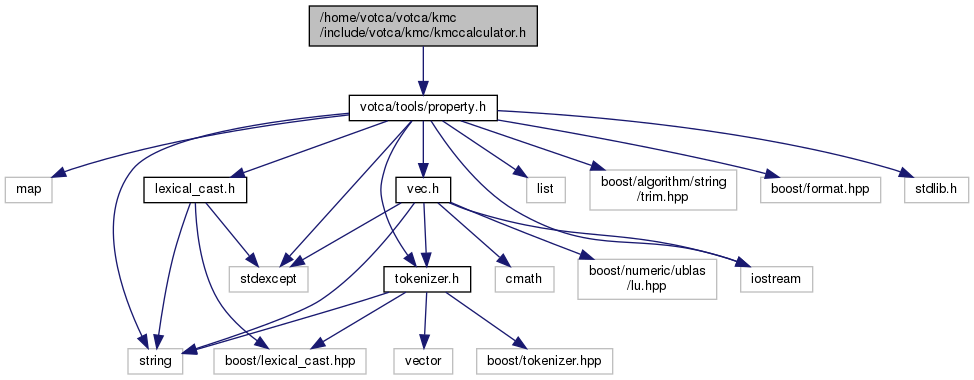 /home/votca/votca/kmc
/include/votca/kmc/kmccalculator.h
votca/tools/property.h
map
lexical_cast.h
vec.h
list
boost/algorithm/string
/trim.hpp
boost/format.hpp
stdlib.h
stdexcept
tokenizer.h
cmath
boost/numeric/ublas
/lu.hpp
iostream
string
boost/lexical_cast.hpp
vector
boost/tokenizer.hpp